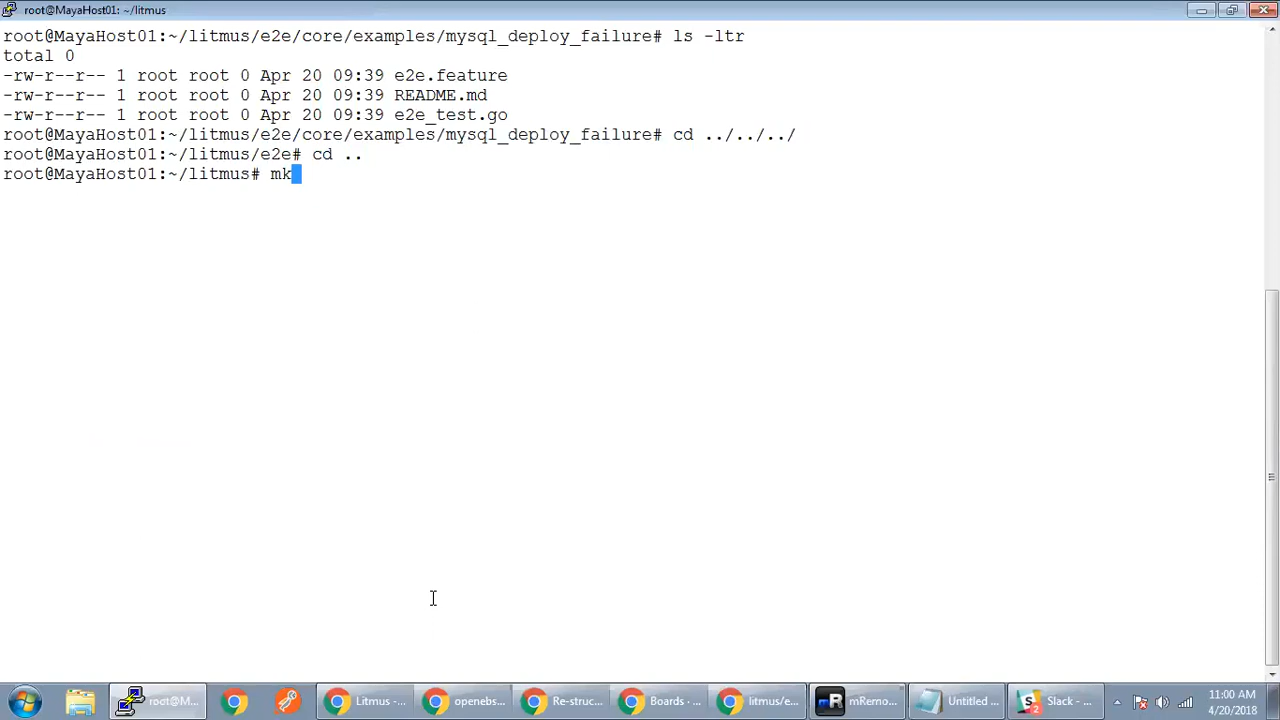 root@MayaHost01: ~/litmus
root@MayaHost01:~/litmus/e2e/core/examples/mysql_deploy_failure# ls -ltr
total 0
-rw-r--r-- 1 root root 0 Apr 20 09:39 e2e.feature
-rw-r--r-- 1 root root 0 Apr 20 09:39 README.md
-rw-r--r-- 1 root root 0 Apr 20 09:39 e2e_test.go
root@MayaHost01:~/litmus/e2e/core/examples/mysql_deploy_failure# cd ../../../
root@MayaHost01:~/litmus/e2e# cd ..
root@MayaHost01:~/litmus# mk
root@M... Litmus -... openebs... Re-struc... Boards · ... litmus/e... mRemo... Untitled ... Slack - ... 11:00 AM
4/20/2018